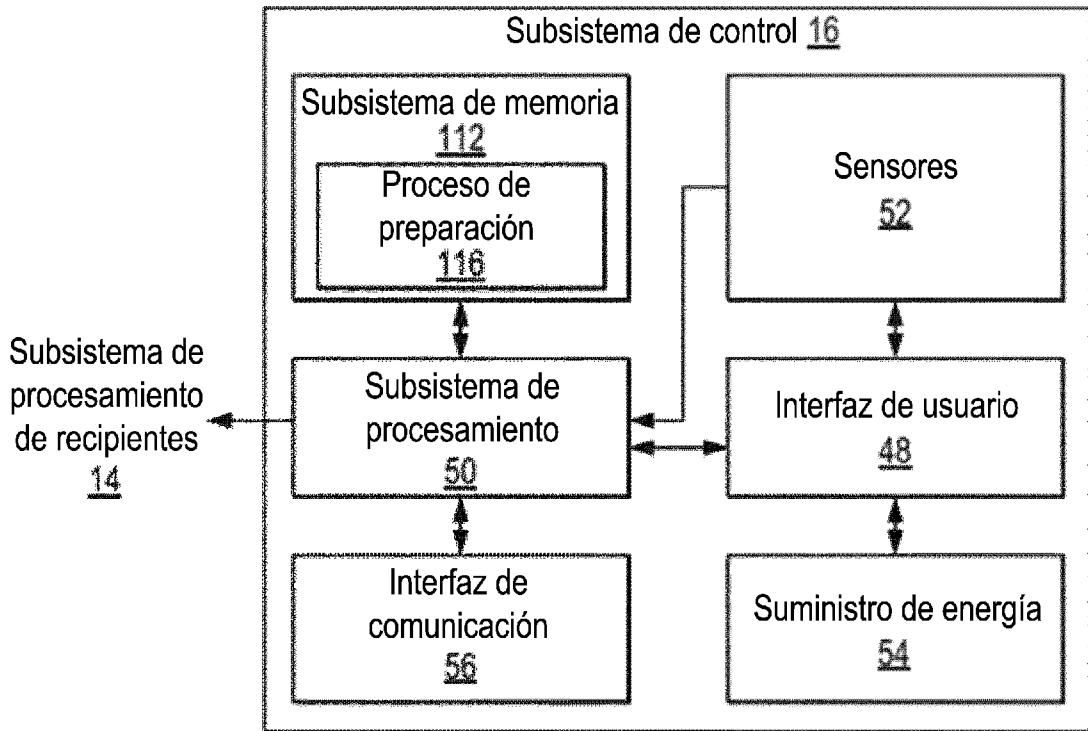 Subsistema de control 16
Subsistema de memoria
112
Proceso de
preparación
116
Sensores
52
Subsistema de
procesamiento
de recipientes
14
Subsistema de
procesamiento
50
Interfaz de usuario
48
Interfaz de
comunicación
56
Suministro de energía
54